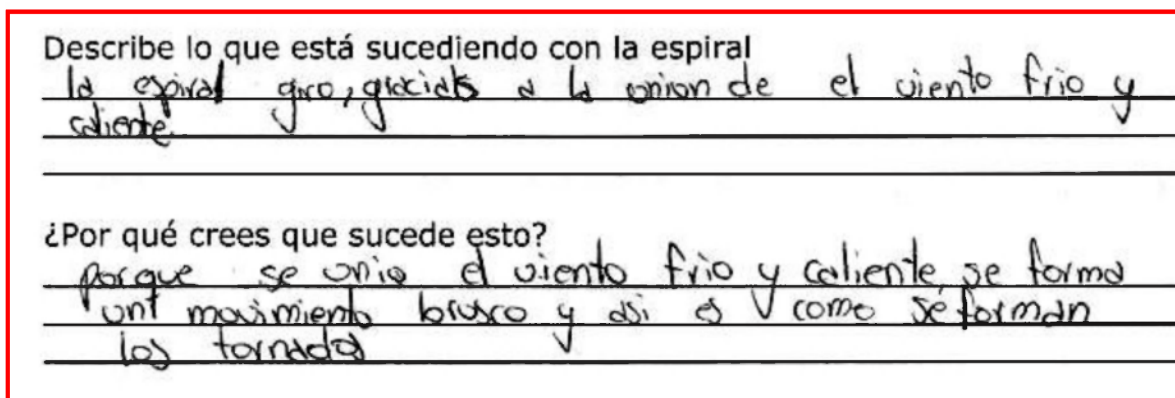 Describe lo que está sucediendo con la espiral
la espiral giro, gracias a la union de el viento frio y
caliente.
¿Por qué crees que sucede esto?
porque se unio el viento frio y caliente, se forma
un movimiento brusco y asi es como se forman
los tornados